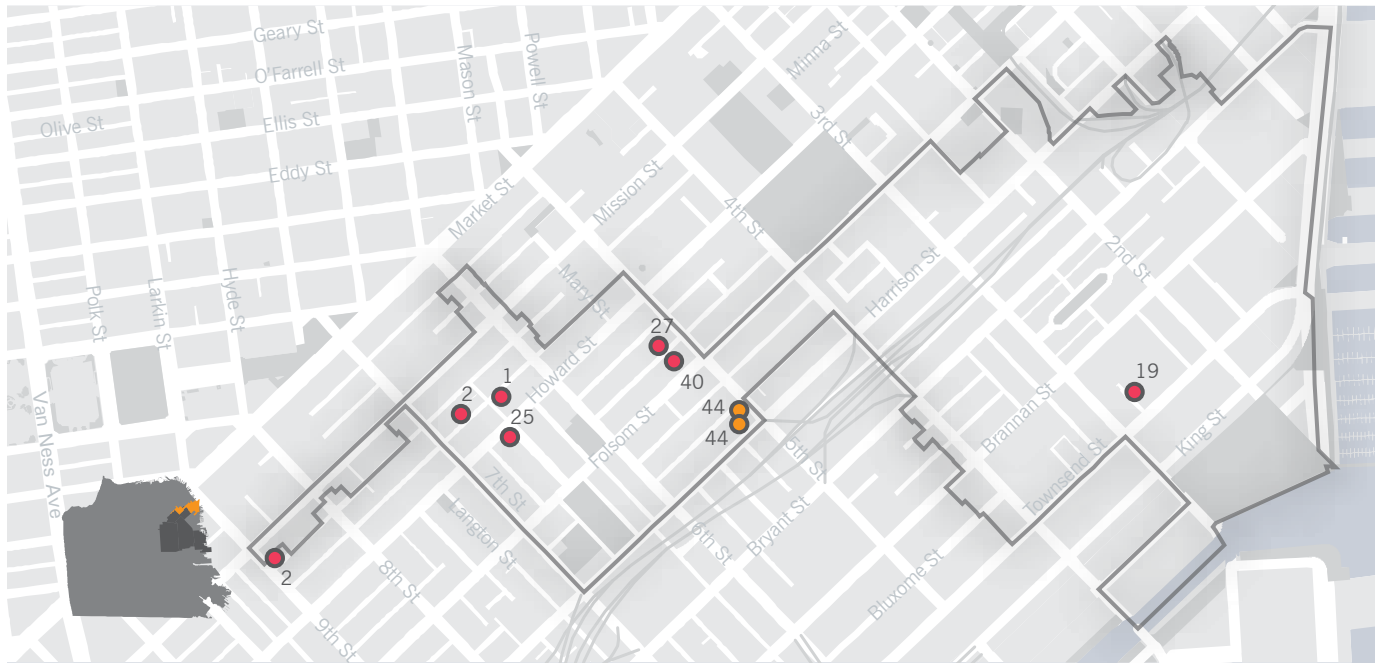 Geary St
O'Farrell St
Olive St
Ellis St
Eddy St
Mason St
Powell St
Minna St
3rd St
Market St
Mission St
4th St
Polk St
Larkin St
Hyde St
Mary St
Harrison St
2nd St
27
40
1
2
25
Howard St
19
44
44
Van Ness Ave
Folsom St
5th St
Brannan St
King St
7th St
Townsend St
Langton St
6th St
Bryant St
2
8th St
Bluxome St
9th St